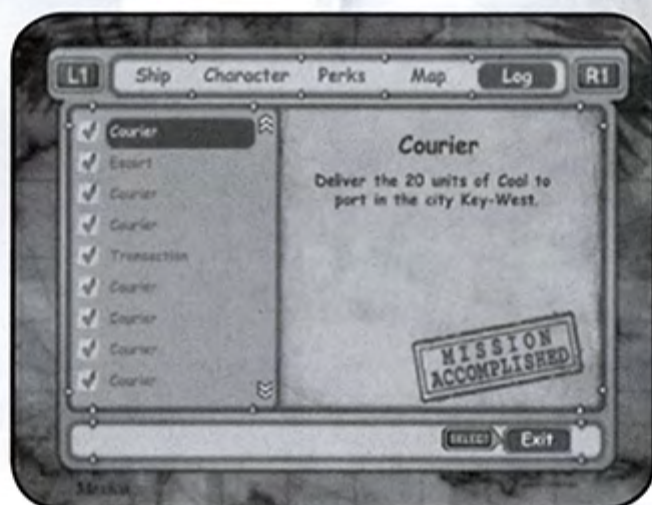 L1 Ship Character Perks Map Log R1
Courier
Escort
Courier
Courier
Transaction
Courier
Courier
Courier
Courier
Courier
Deliver the 20 units of Coal to
port in the city Key-West.
MISSION
ACCOMPLISHED
SELECT Exit
Mexico